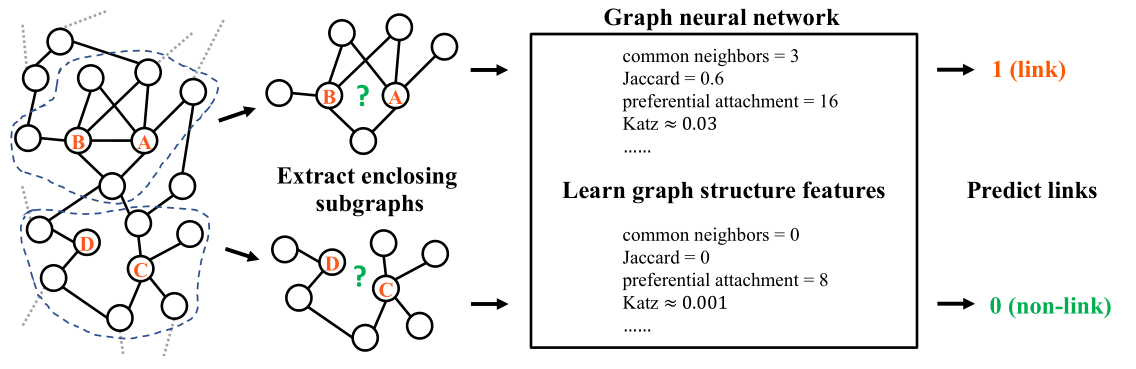 Graph neural network
B
A
D
C
B
?
A
Extract enclosing
subgraphs
D
?
C
common neighbors = 3
Jaccard = 0.6
preferential attachment = 16
Katz ≈ 0.03
......
Learn graph structure features
common neighbors = 0
Jaccard = 0
preferential attachment = 8
Katz ≈ 0.001
......
1 (link)
Predict links
0 (non-link)